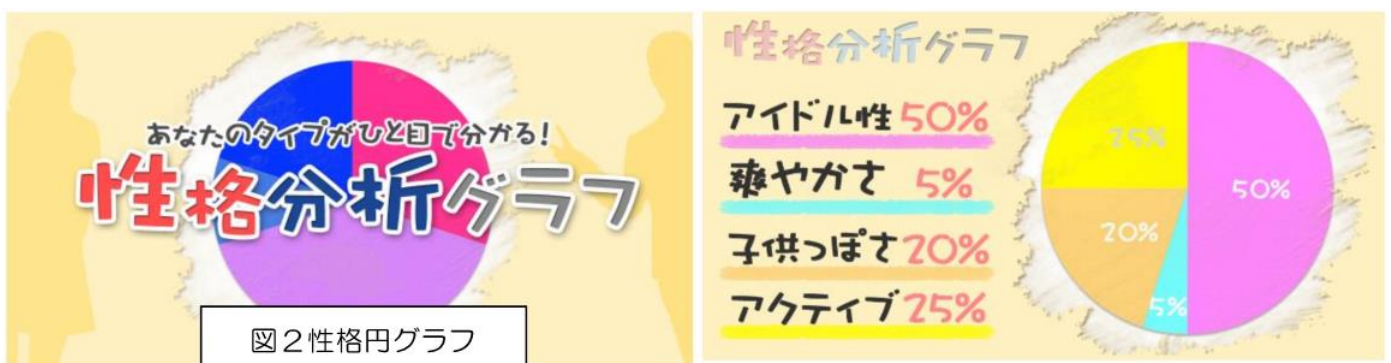 あなたのタイプがひと目で分かる!
性格分析グラフ
図2性格円グラフ
性格分析グラフ
アイドル性 50%
爽やかさ 5%
子供っぽさ 20%
アクティブ 25%
25%
50%
20%
5%